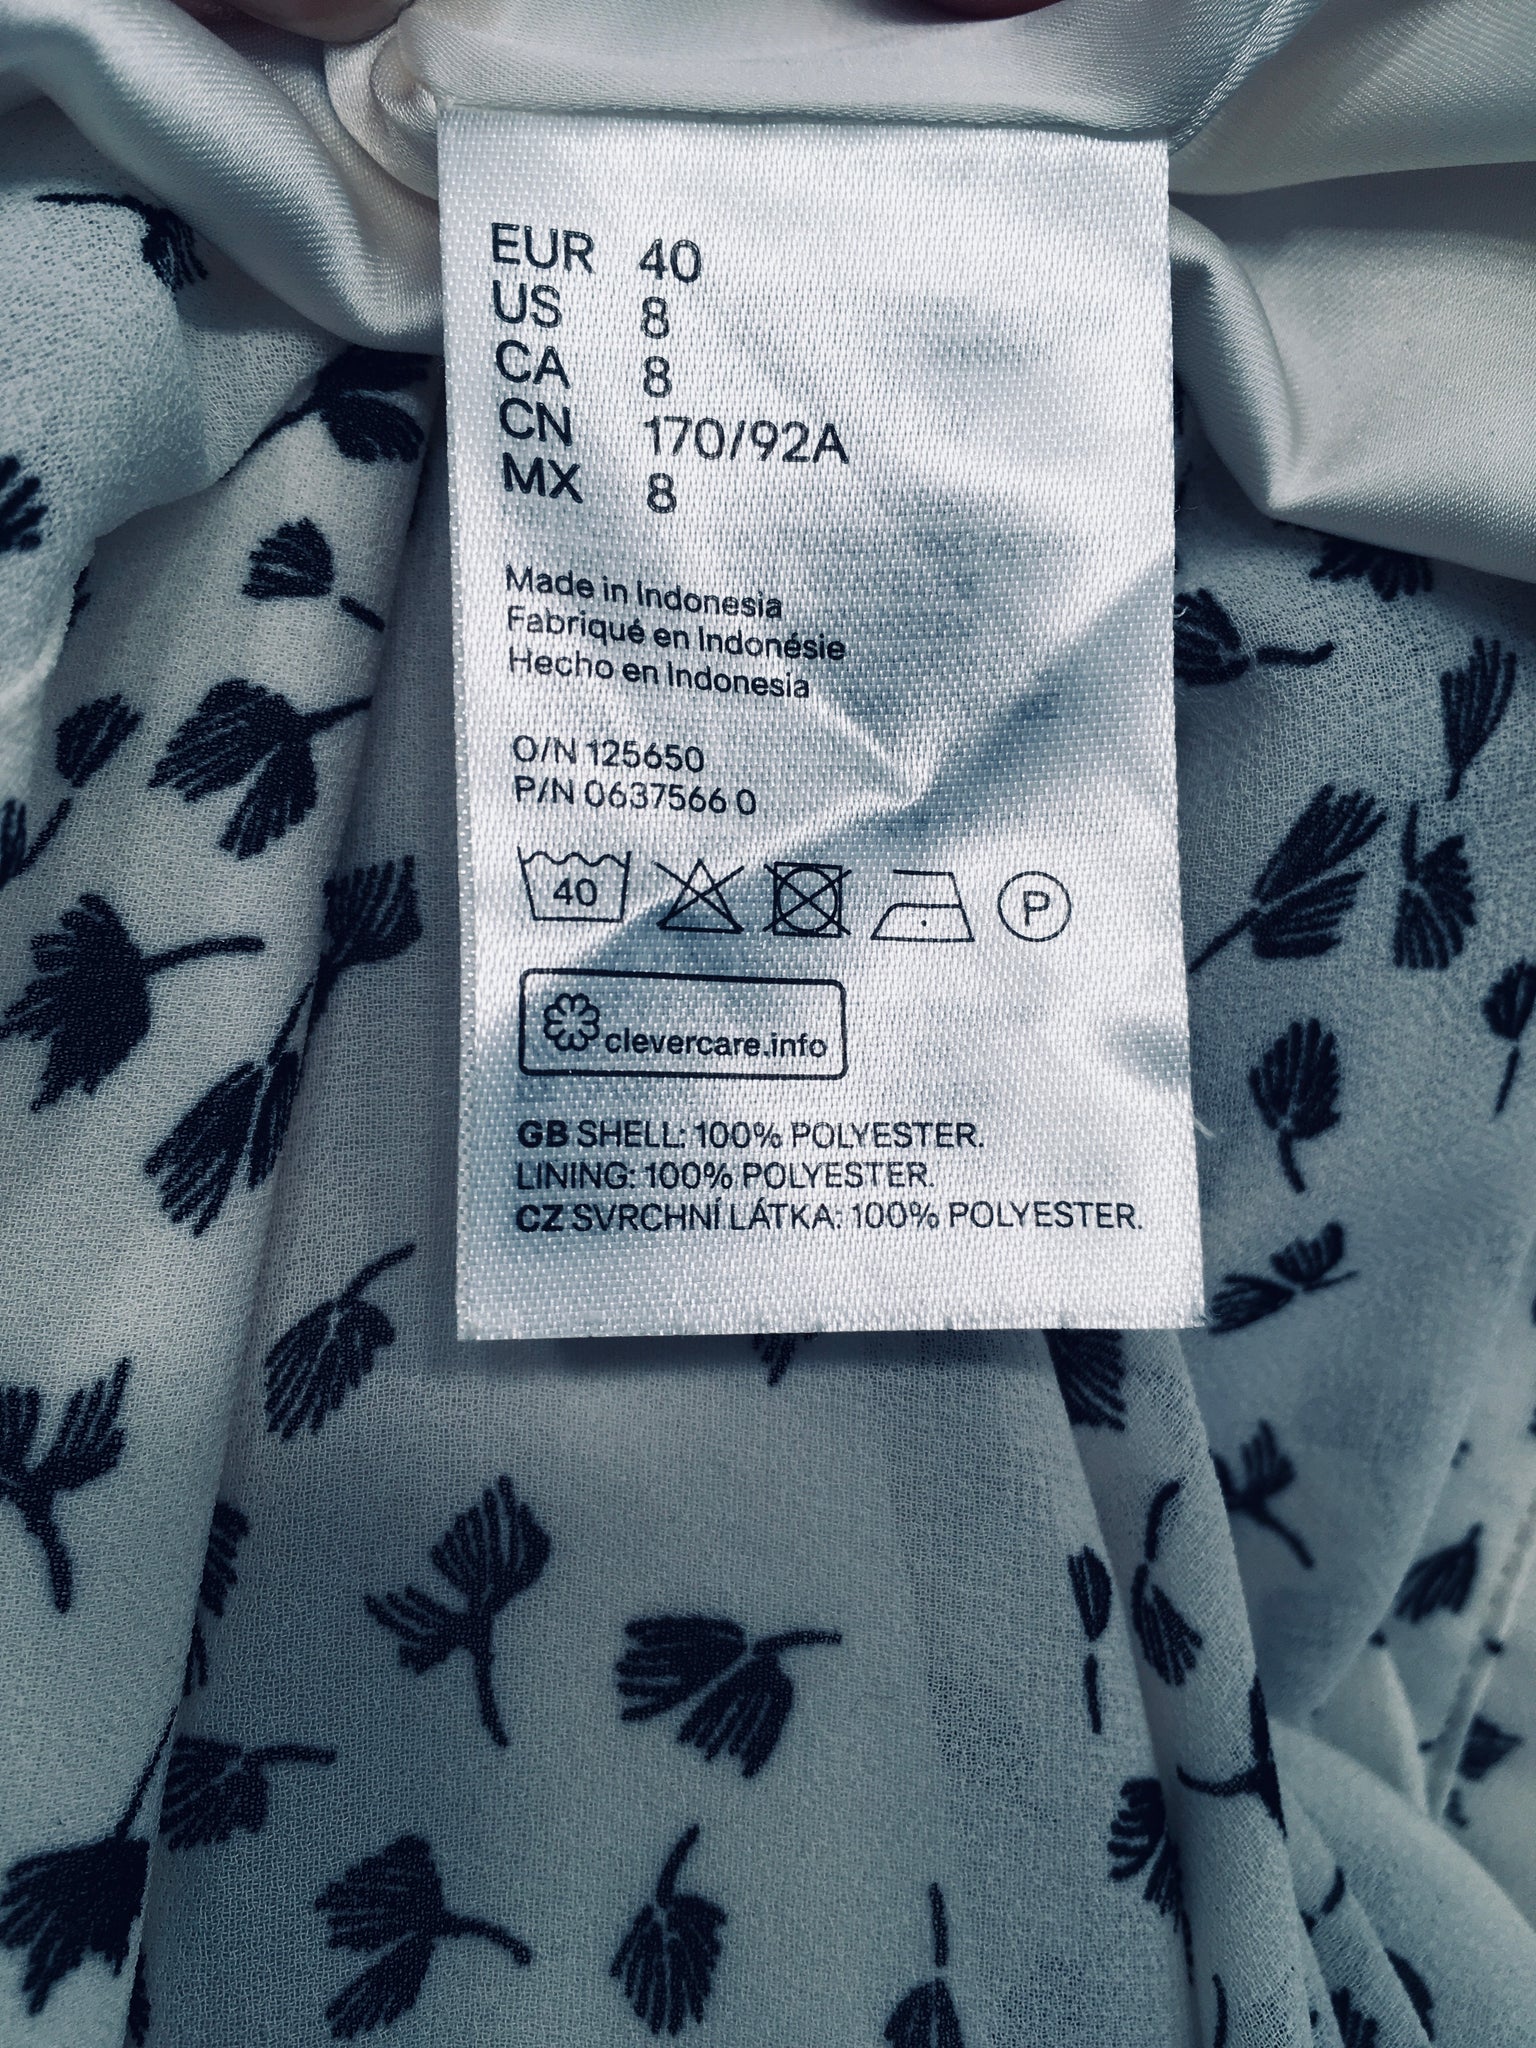 EUR 40
US 8
CA 8
CN 170/92A
MX 8
Made in Indonesia
Fabriqué en Indonésie
Hecho en Indonesia
O/N 125650
P/N 0637566 0
40 P
clevercare.info
GB SHELL: 100% POLYESTER.
LINING: 100% POLYESTER.
CZ SVRCHNÍ LÁTKA: 100% POLYESTER.